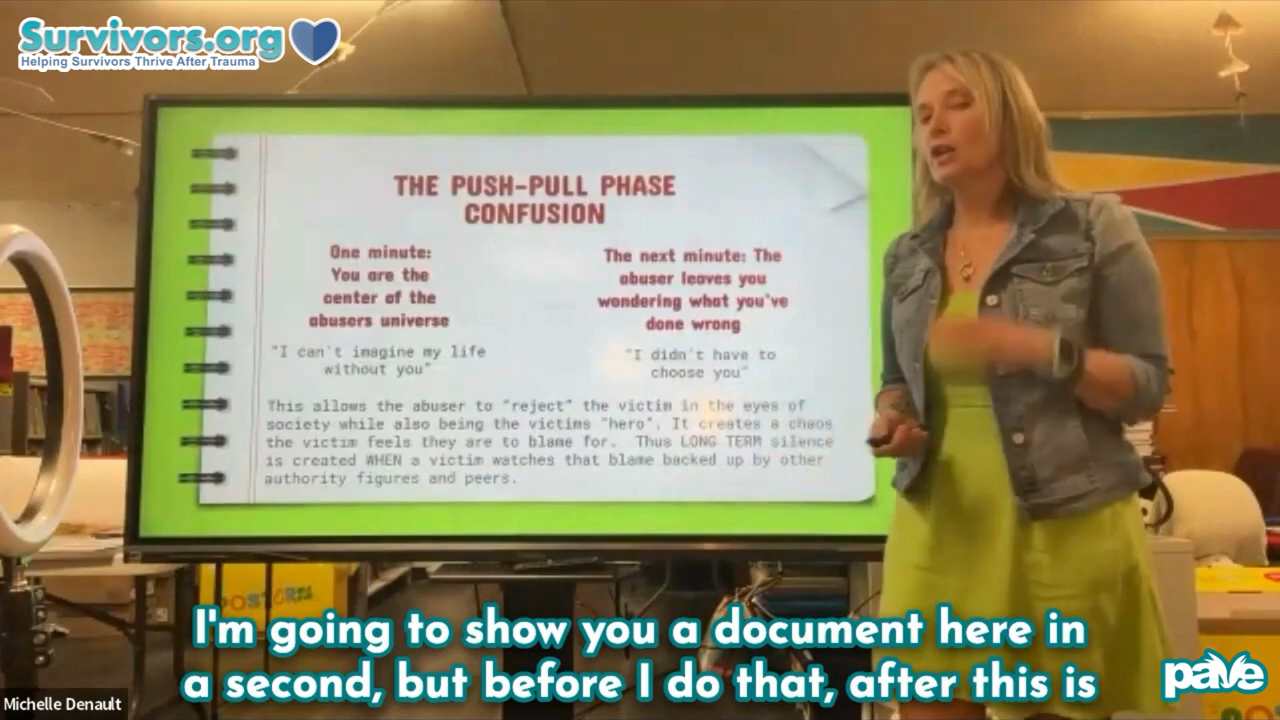 Survivors.org
Helping Survivors Thrive After Trauma
THE PUSH-PULL PHASE
CONFUSION
One minute:
You are the
center of the
abusers universe
"I can't imagine my life
without you"
The next minute: The
abuser leaves you
wondering what you've
done wrong
"I didn't have to
choose you"
This allows the abuser to "reject" the victim in the eyes of
society while also being the victims "hero". It creates a chaos
the victim feels they are to blame for. Thus LONG TERM silence
is created WHEN a victim watches that blame backed up by other
authority figures and peers.
I'm going to show you a document here in
a second, but before I do that, after this is
Michelle Denault
pave